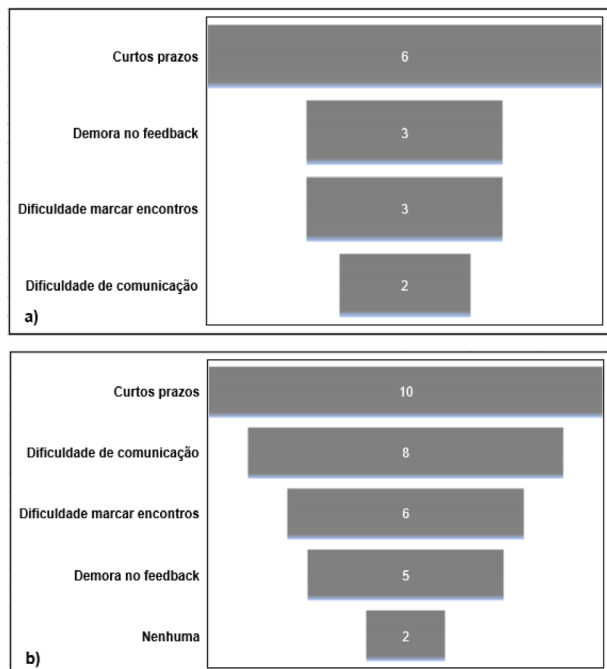 Curtos prazos
6
Demora no feedback
3
Dificuldade marcar encontros
3
Dificuldade de comunicação
2
a)
Curtos prazos
10
Dificuldade de comunicação
8
Dificuldade marcar encontros
6
Demora no feedback
5
Nenhuma
2
b)